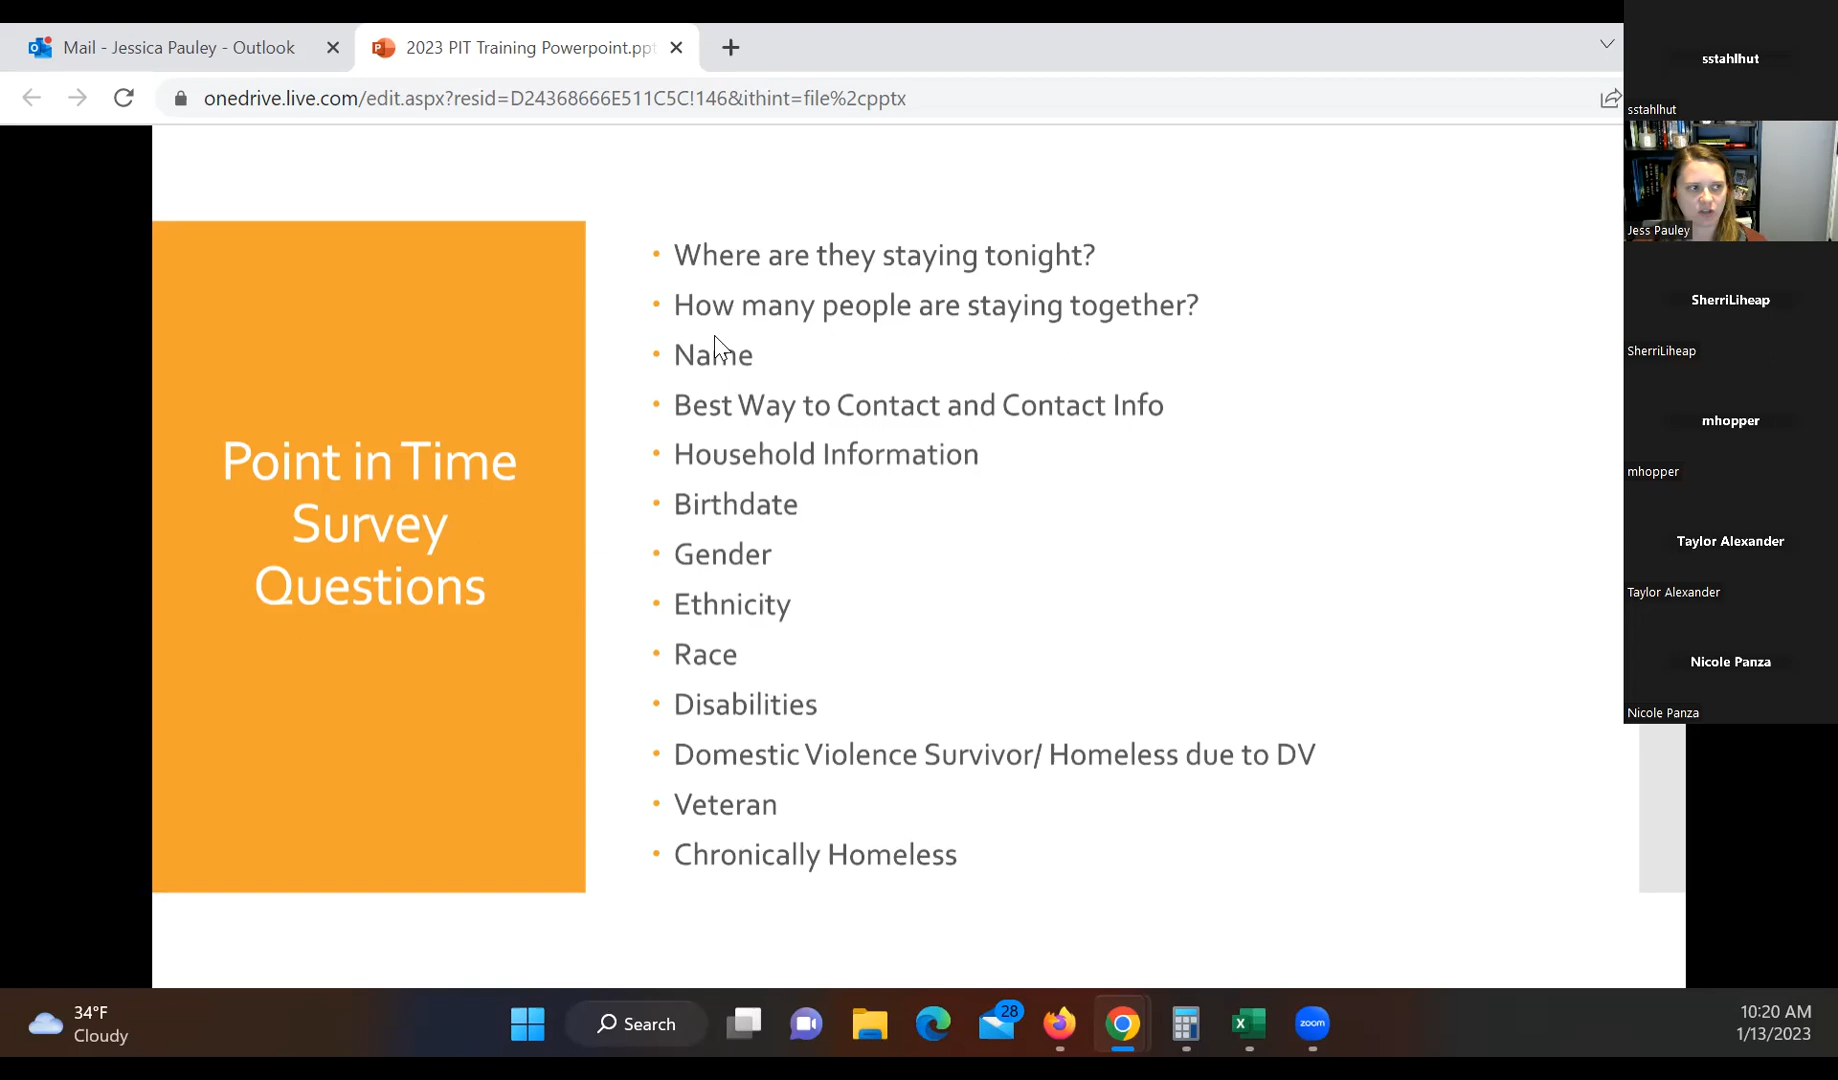 Mail - Jessica Pauley - Outlook
2023 PIT Training Powerpoint.ppt
onedrive.live.com/edit.aspx?resid=D24368666E511C5C!146&ithint=file%2cpptx
Point in Time
Survey
Questions
• Where are they staying tonight?
• How many people are staying together?
• Name
• Best Way to Contact and Contact Info
• Household Information
• Birthdate
• Gender
• Ethnicity
• Race
• Disabilities
• Domestic Violence Survivor/ Homeless due to DV
• Veteran
• Chronically Homeless
sstahlhut
sstahlhut
Jess Pauley
SherriLiheap
SherriLiheap
mhopper
mhopper
Taylor Alexander
Taylor Alexander
Nicole Panza
Nicole Panza
34°F
Cloudy
Search
28
zoom
10:20 AM
1/13/2023